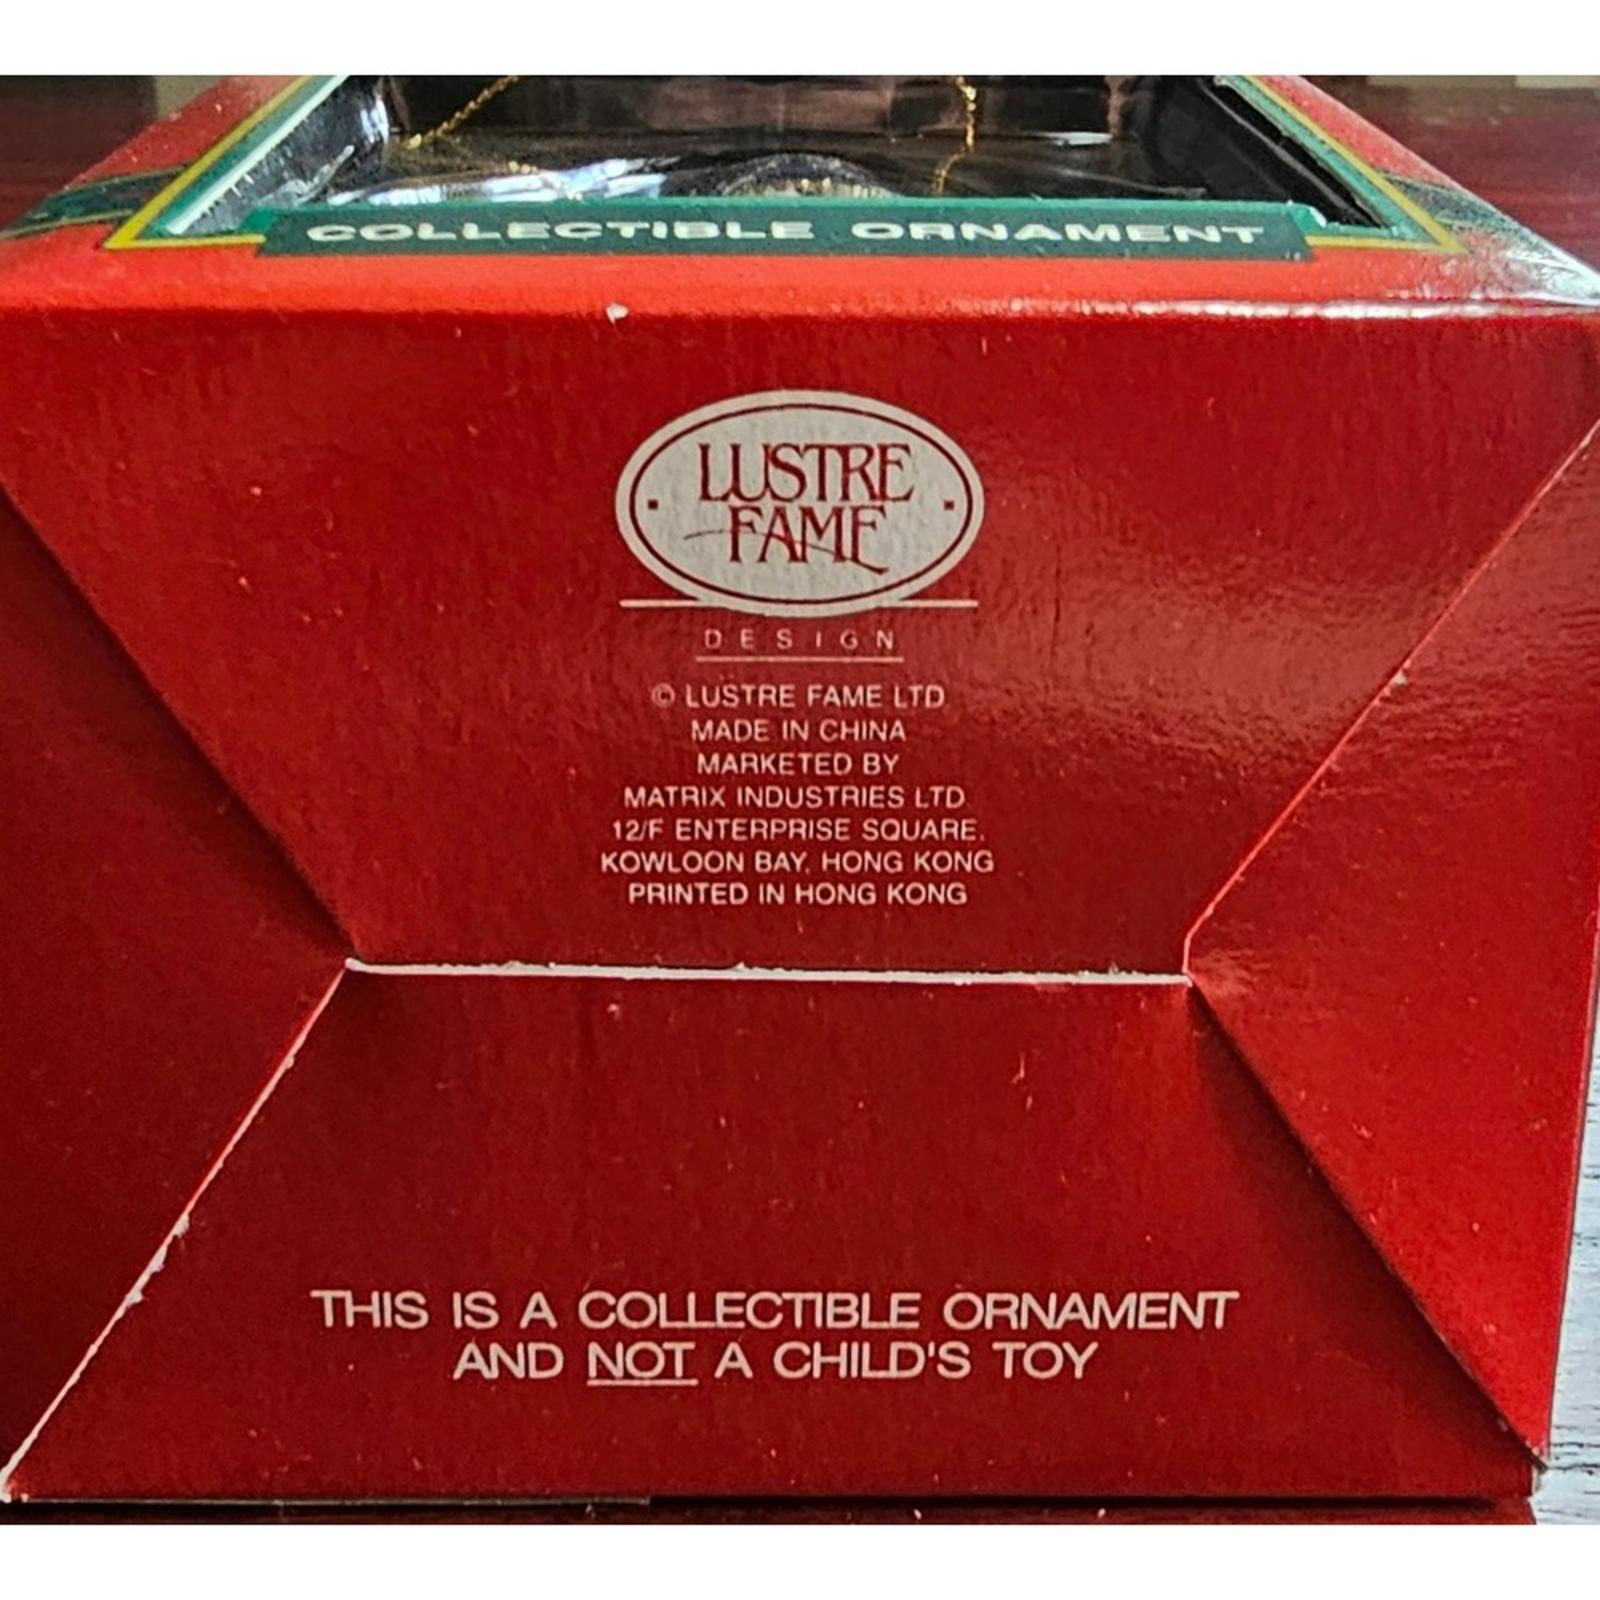 COLLECTIBLE ORNAMENT
LUSTRE
FAME
DESIGN
© LUSTRE FAME LTD
MADE IN CHINA
MARKETED BY
MATRIX INDUSTRIES LTD
12/F ENTERPRISE SQUARE,
KOWLOON BAY, HONG KONG
PRINTED IN HONG KONG
THIS IS A COLLECTIBLE ORNAMENT
AND NOT A CHILD'S TOY